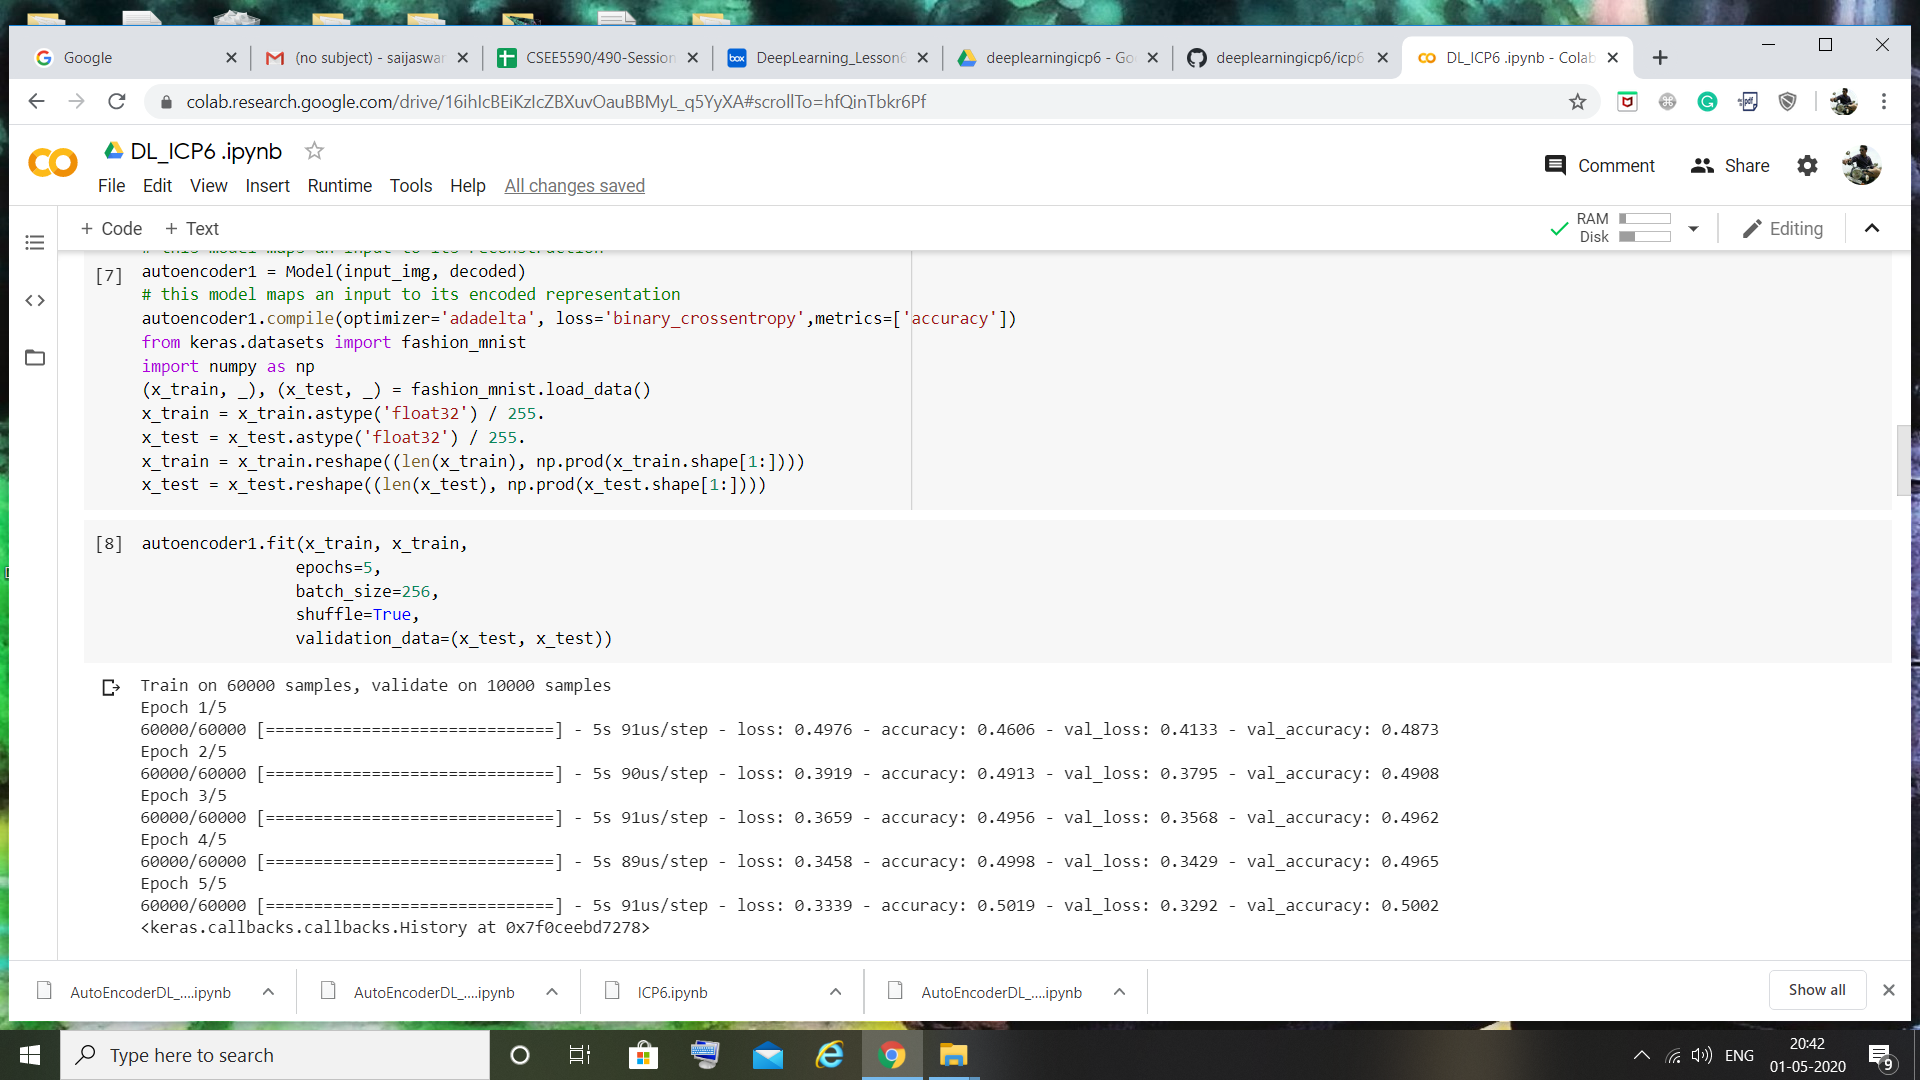 Google
(no subject) - saijaswar
CSEE5590/490-Session
box
DeepLearning_Lesson6
deeplearningicp6 - Goo
deeplearningicp6/icp6
DL_ICP6 .ipynb - Colab
colab.research.google.com/drive/16ihIcBEiKzIcZBXuvOauBBMyL_q5YyXA#scrollTo=hfQinTbkr6Pf
DL_ICP6 .ipynb
Comment
Share
File Edit View Insert Runtime Tools Help All changes saved
+ Code + Text
RAM
Disk
Editing
# this model maps an input to its reconstruction
[7] autoencoder1 = Model(input_img, decoded)
# this model maps an input to its encoded representation
autoencoder1.compile(optimizer='adadelta', loss='binary_crossentropy',metrics=['accuracy'])
from keras.datasets import fashion_mnist
import numpy as np
(x_train, _), (x_test, _) = fashion_mnist.load_data()
x_train = x_train.astype('float32') / 255.
x_test = x_test.astype('float32') / 255.
x_train = x_train.reshape((len(x_train), np.prod(x_train.shape[1:])))
x_test = x_test.reshape((len(x_test), np.prod(x_test.shape[1:])))
[8] autoencoder1.fit(x_train, x_train,
epochs=5,
batch_size=256,
shuffle=True,
validation_data=(x_test, x_test))
Train on 60000 samples, validate on 10000 samples
Epoch 1/5
60000/60000 [==============================] - 5s 91us/step - loss: 0.4976 - accuracy: 0.4606 - val_loss: 0.4133 - val_accuracy: 0.4873
Epoch 2/5
60000/60000 [==============================] - 5s 90us/step - loss: 0.3919 - accuracy: 0.4913 - val_loss: 0.3795 - val_accuracy: 0.4908
Epoch 3/5
60000/60000 [==============================] - 5s 91us/step - loss: 0.3659 - accuracy: 0.4956 - val_loss: 0.3568 - val_accuracy: 0.4962
Epoch 4/5
60000/60000 [==============================] - 5s 89us/step - loss: 0.3458 - accuracy: 0.4998 - val_loss: 0.3429 - val_accuracy: 0.4965
Epoch 5/5
60000/60000 [==============================] - 5s 91us/step - loss: 0.3339 - accuracy: 0.5019 - val_loss: 0.3292 - val_accuracy: 0.5002
<keras.callbacks.callbacks.History at 0x7f0ceebd7278>
AutoEncoderDL_....ipynb
AutoEncoderDL_....ipynb
ICP6.ipynb
AutoEncoderDL_....ipynb
Show all
Type here to search
ENG
20:42
01-05-2020
9